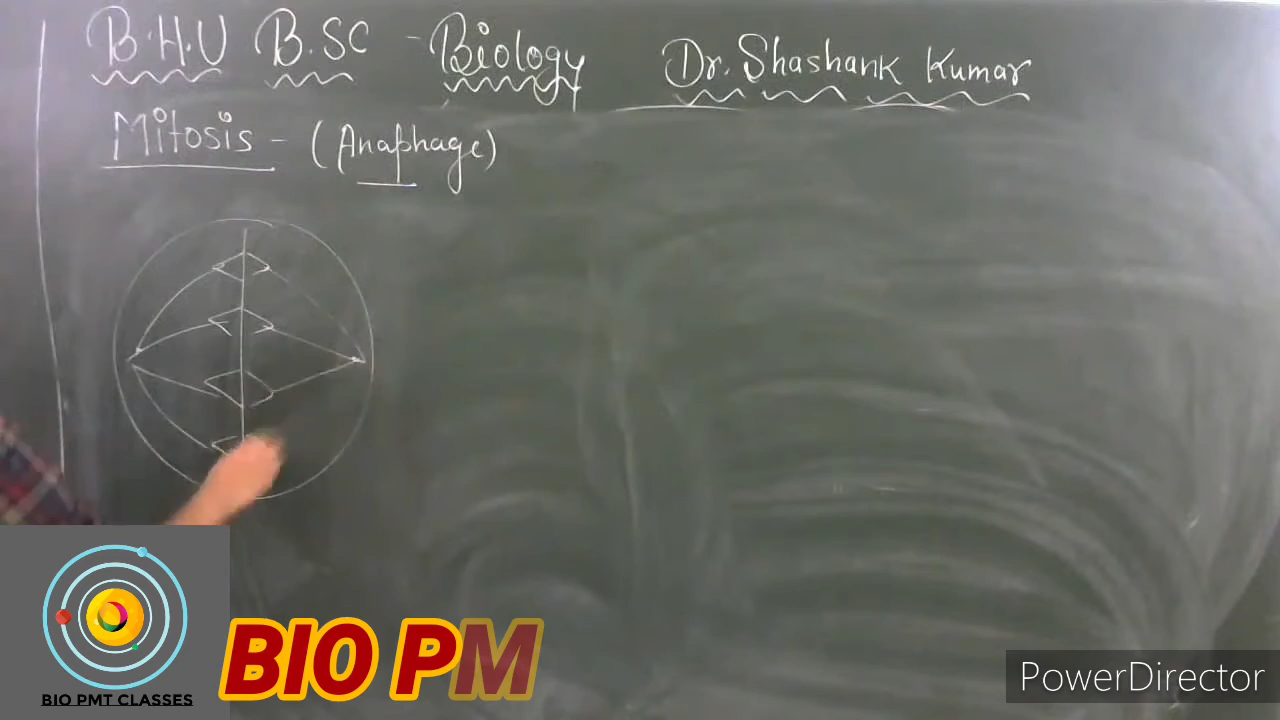 B.H.U B.SC - Biology Dr. Shashank Kumar
Mitosis - (Anaphage)
BIO PMT CLASSES
BIO PM
PowerDirector